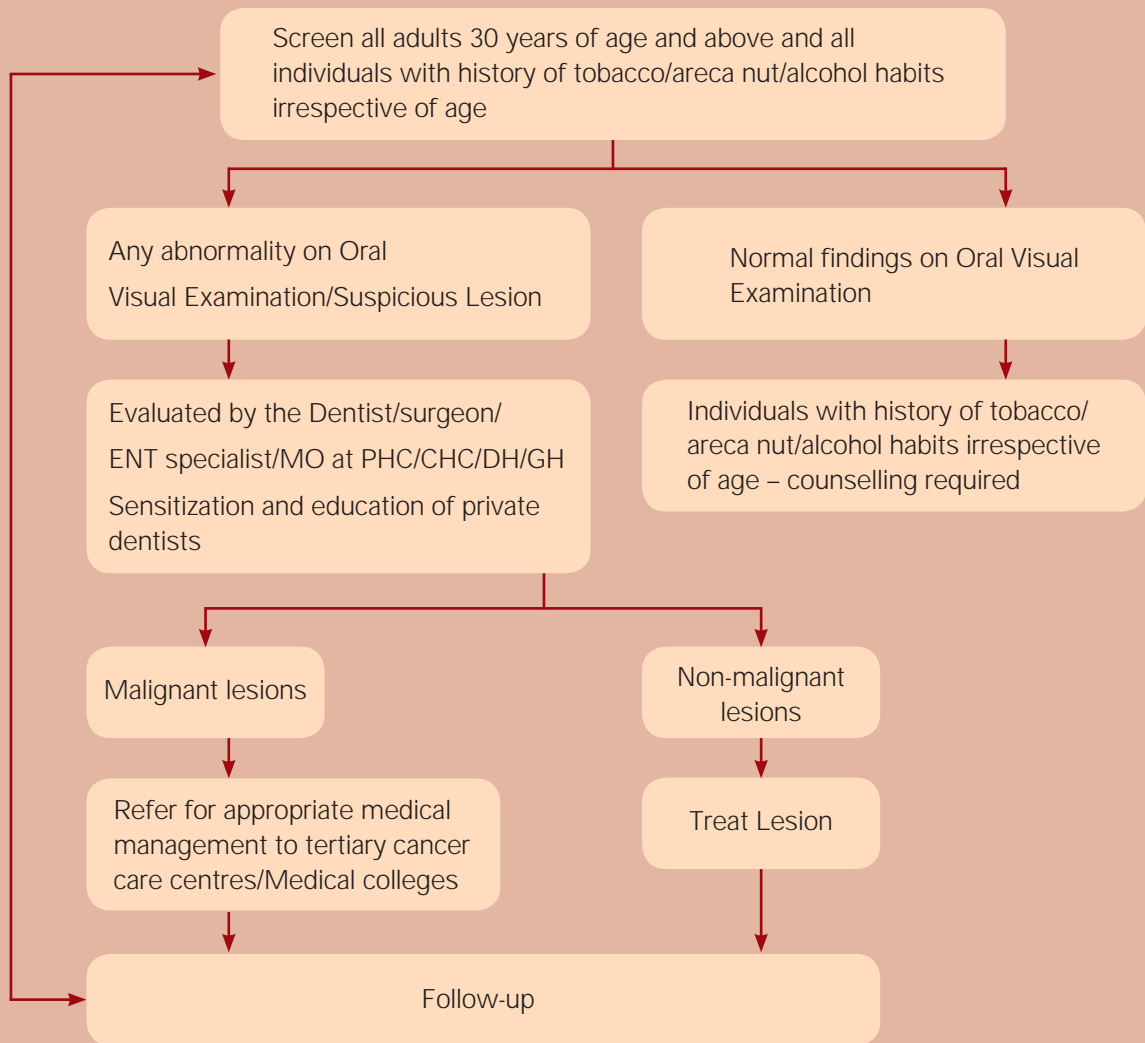 Screen all adults 30 years of age and above and all
individuals with history of tobacco/areca nut/alcohol habits
irrespective of age
Any abnormality on Oral
Visual Examination/Suspicious Lesion
Normal findings on Oral Visual
Examination
Evaluated by the Dentist/surgeon/
ENT specialist/MO at PHC/CHC/DH/GH
Sensitization and education of private
dentists
Individuals with history of tobacco/
areca nut/alcohol habits irrespective
of age – counselling required
Malignant lesions
Non-malignant
lesions
Refer for appropriate medical
management to tertiary cancer
care centres/Medical colleges
Treat Lesion
Follow-up